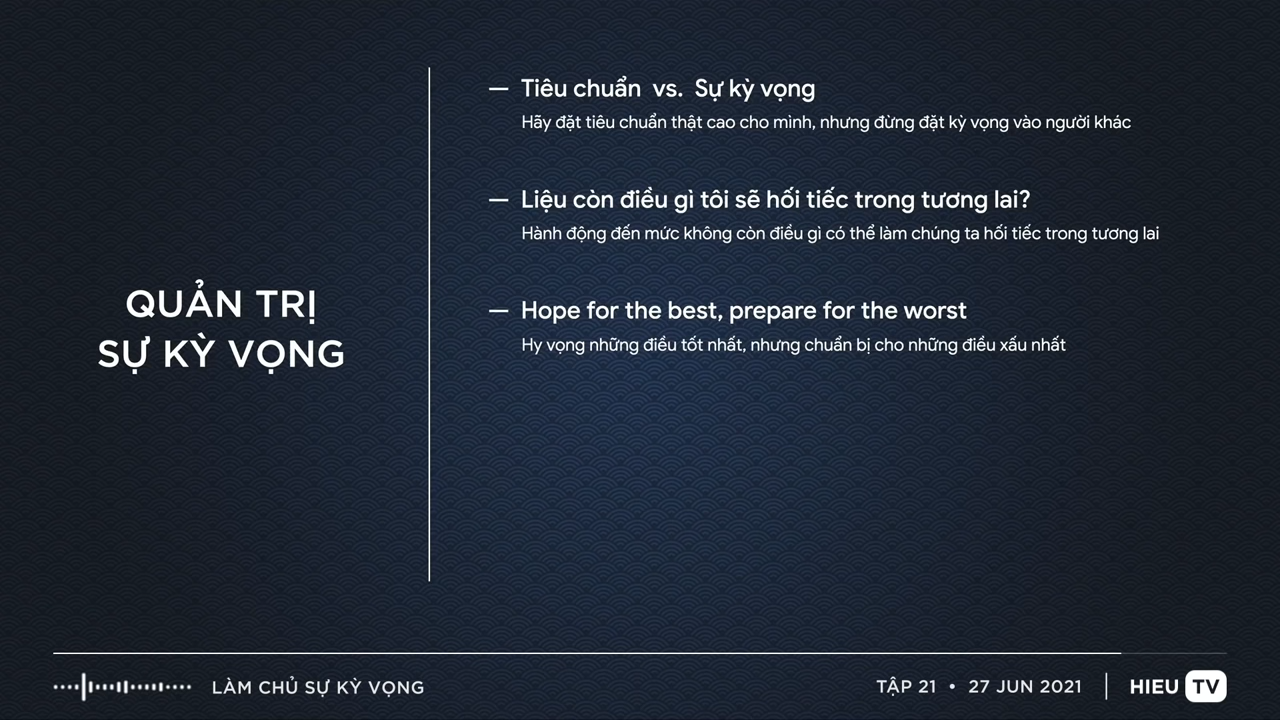 QUẢN TRỊ
SỰ KỲ VỌNG
— Tiêu chuẩn vs. Sự kỳ vọng
Hãy đặt tiêu chuẩn thật cao cho mình, nhưng đừng đặt kỳ vọng vào người khác
— Liệu còn điều gì tôi sẽ hối tiếc trong tương lai?
Hành động đến mức không còn điều gì có thể làm chúng ta hối tiếc trong tương lai
— Hope for the best, prepare for the worst
Hy vọng những điều tốt nhất, nhưng chuẩn bị cho những điều xấu nhất
LÀM CHỦ SỰ KỲ VỌNG
TẬP 21 • 27 JUN 2021 | HIEU TV